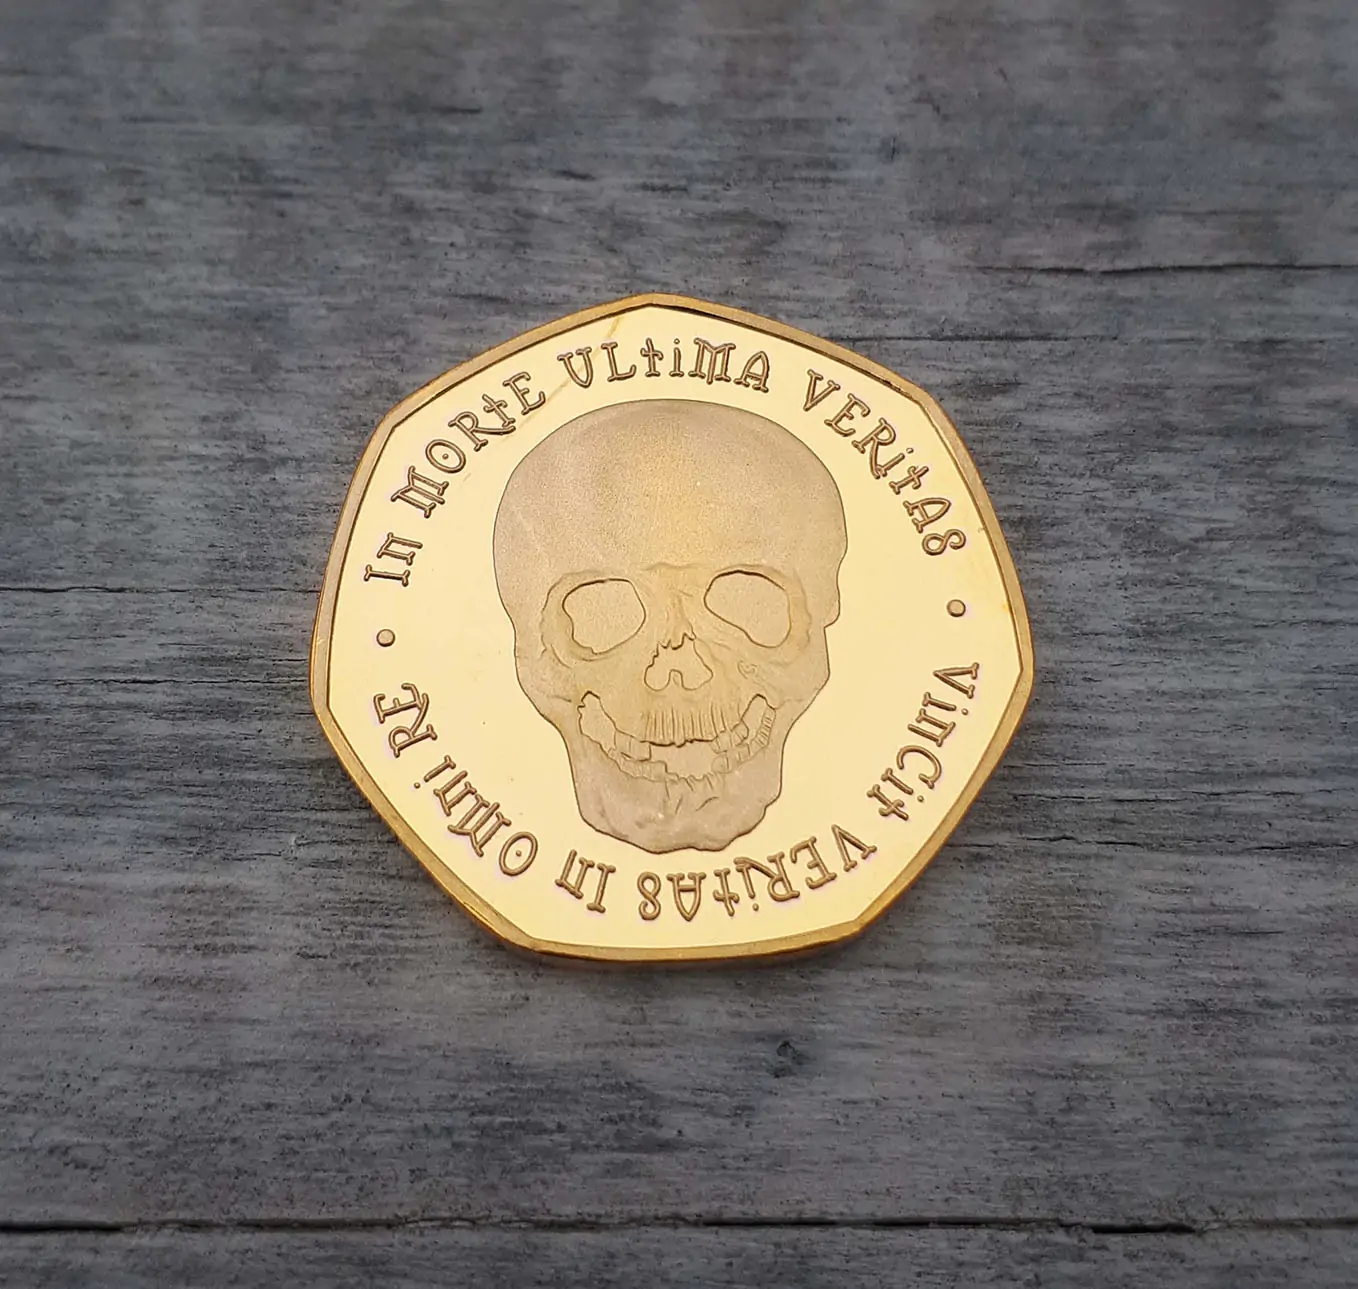 IN MORTE ULTIMA VERITAS
VINCIT VERITAS IN OMNI RE